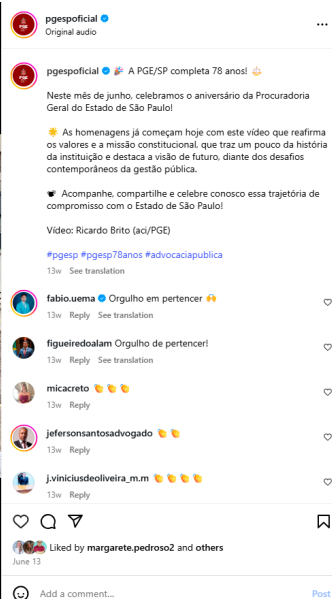 pgespoficial
Original audio
pgespoficial 🎉 A PGE/SP completa 78 anos! 🎂
Neste mês de junho, celebramos o aniversário da Procuradoria
Geral do Estado de São Paulo!
🌟 As homenagens já começam hoje com este vídeo que reafirma
os valores e a missão constitucional, que traz um pouco da história
da instituição e destaca a visão de futuro, diante dos desafios
contemporâneos da gestão pública.
📽 Acompanhe, compartilhe e celebre conosco essa trajetória de
compromisso com o Estado de São Paulo!
Vídeo: Ricardo Brito (aci/PGE)
#pgesp #pgesp78anos #advocaciapublica
13w See translation
fabio.uema Orgulho em pertencer 🙌
13w Reply See translation
figueiredoalam Orgulho de pertencer!
13w Reply See translation
micacreto 👏👏👏
13w Reply
jefersonsantosadvogado 👏👏
13w Reply
j.viniciusdeoliveira_m.m 👏👏👏👏
13w Reply
Liked by margarete.pedroso2 and others
June 13
Add a comment... Post